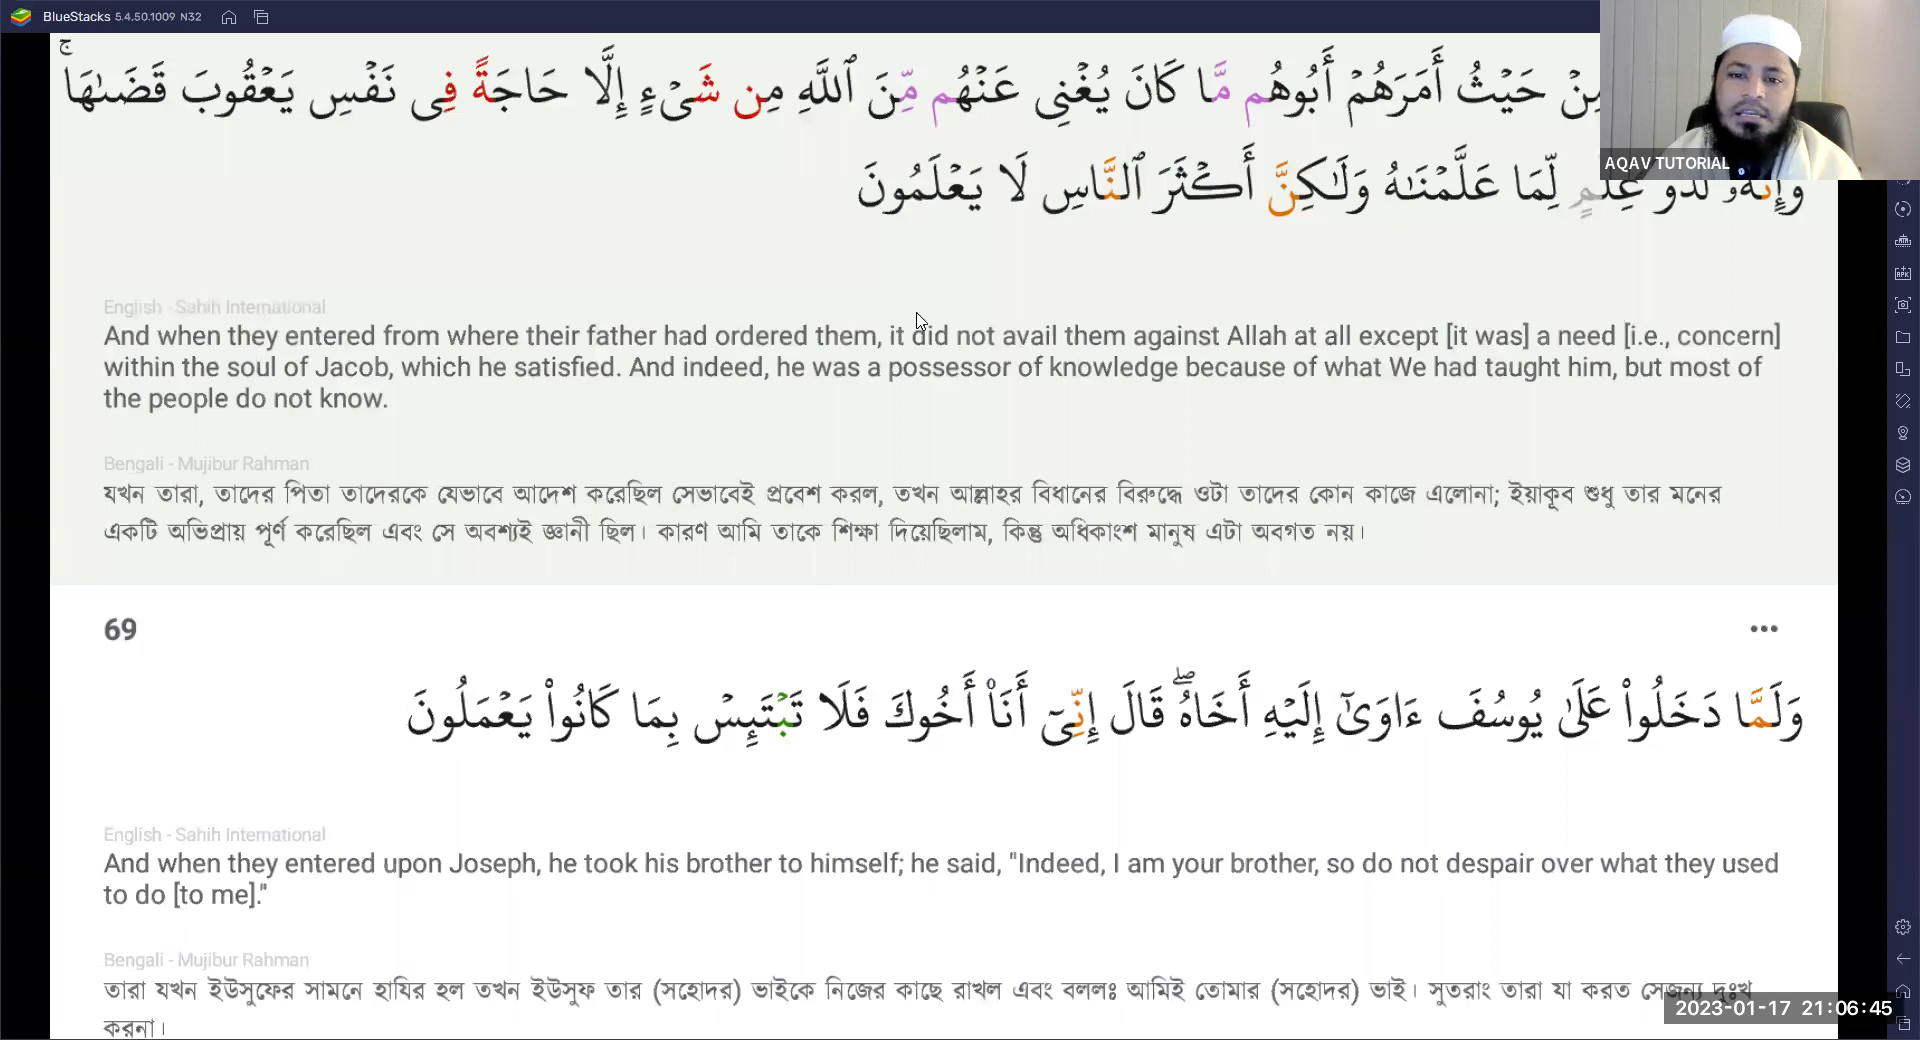 BlueStacks 5.4.50.1009 N32
مِنْ حَيْثُ أَمَرَهُمْ أَبُوهُم مَّا كَانَ يُغْنِى عَنْهُم مِّنَ ٱللَّهِ مِن شَىْءٍ إِلَّا حَاجَةً فِى نَفْسِ يَعْقُوبَ قَضَىٰهَا ۚ
وَإِنَّهُۥ لَذُو عِلْمٍ لِّمَا عَلَّمْنَـٰهُ وَلَـٰكِنَّ أَكْثَرَ ٱلنَّاسِ لَا يَعْلَمُونَ
AQAV TUTORIAL
English - Sahih International
And when they entered from where their father had ordered them, it did not avail them against Allah at all except [it was] a need [i.e., concern]
within the soul of Jacob, which he satisfied. And indeed, he was a possessor of knowledge because of what We had taught him, but most of
the people do not know.
Bengali - Mujibur Rahman
যখন তারা, তাদের পিতা তাদেরকে যেভাবে আদেশ করেছিল সেভাবেই প্রবেশ করল, তখন আল্লাহর বিধানের বিরুদ্ধে ওটা তাদের কোন কাজে এলোনা; ইয়াকূব শুধু তার মনের
একটি অভিপ্রায় পূর্ণ করেছিল এবং সে অবশ্যই জ্ঞানী ছিল। কারণ আমি তাকে শিক্ষা দিয়েছিলাম, কিন্তু অধিকাংশ মানুষ এটা অবগত নয়।
69
وَلَمَّا دَخَلُوا۟ عَلَىٰ يُوسُفَ ءَاوَىٰٓ إِلَيْهِ أَخَاهُ ۖ قَالَ إِنِّىٓ أَنَا۠ أَخُوكَ فَلَا تَبْتَئِسْ بِمَا كَانُوا۟ يَعْمَلُونَ
English - Sahih International
And when they entered upon Joseph, he took his brother to himself; he said, "Indeed, I am your brother, so do not despair over what they used
to do [to me]."
Bengali - Mujibur Rahman
তারা যখন ইউসুফের সামনে হাযির হল তখন ইউসুফ তার (সহোদর) ভাইকে নিজের কাছে রাখল এবং বললঃ আমিই তোমার (সহোদর) ভাই। সুতরাং তারা যা করত সেজন্য দুঃখ
করনা।
2023-01-17 21:06:45